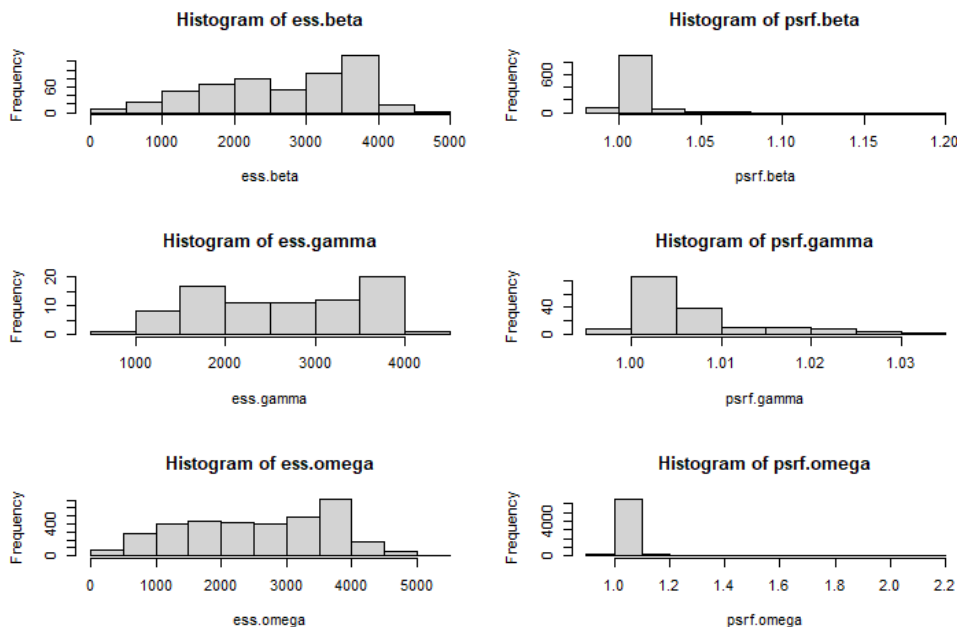 Histogram of ess.beta
Frequency
0 60
0 1000 2000 3000 4000 5000
ess.beta
Histogram of psrf.beta
Frequency
0 600
1.00 1.05 1.10 1.15 1.20
psrf.beta
Histogram of ess.gamma
Frequency
0 10 20
1000 2000 3000 4000
ess.gamma
Histogram of psrf.gamma
Frequency
0 40
1.00 1.01 1.02 1.03
psrf.gamma
Histogram of ess.omega
Frequency
0 400
0 1000 2000 3000 4000 5000
ess.omega
Histogram of psrf.omega
Frequency
0 4000
1.0 1.2 1.4 1.6 1.8 2.0 2.2
psrf.omega